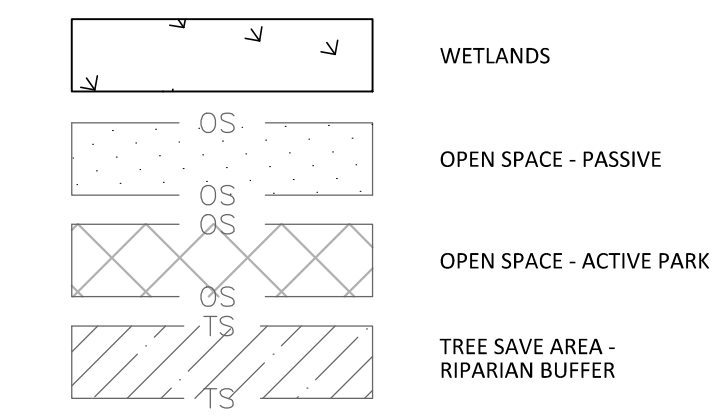 WETLANDS
OS
OPEN SPACE - PASSIVE
OS
OS
OPEN SPACE - ACTIVE PARK
OS
TS
TREE SAVE AREA -
RIPARIAN BUFFER
TS